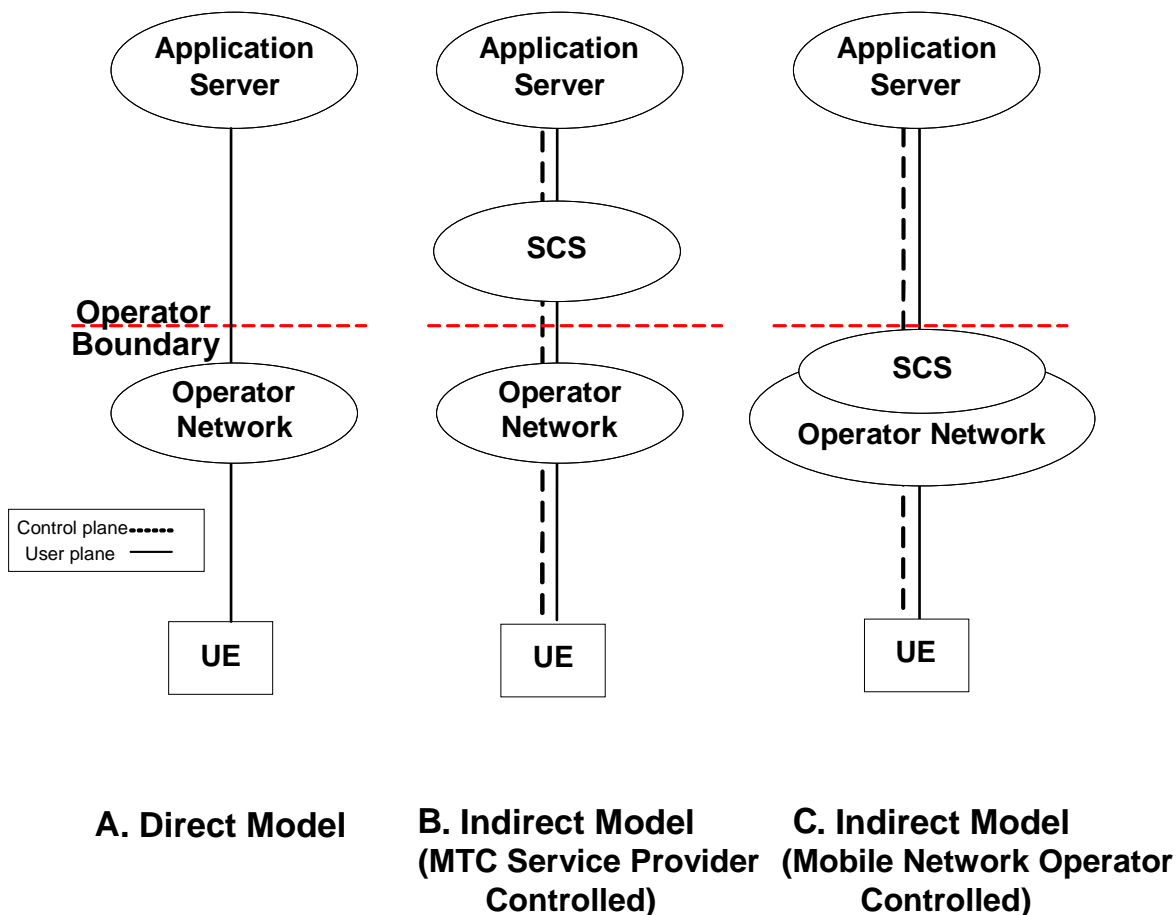 Application
Server
Application
Server
Application
Server
SCS
Operator
Boundary
SCS
Operator
Network
Operator
Network
Operator Network
Control plane
User plane
UE
UE
UE
A. Direct Model
B. Indirect Model
(MTC Service Provider
Controlled)
C. Indirect Model
(Mobile Network Operator
Controlled)